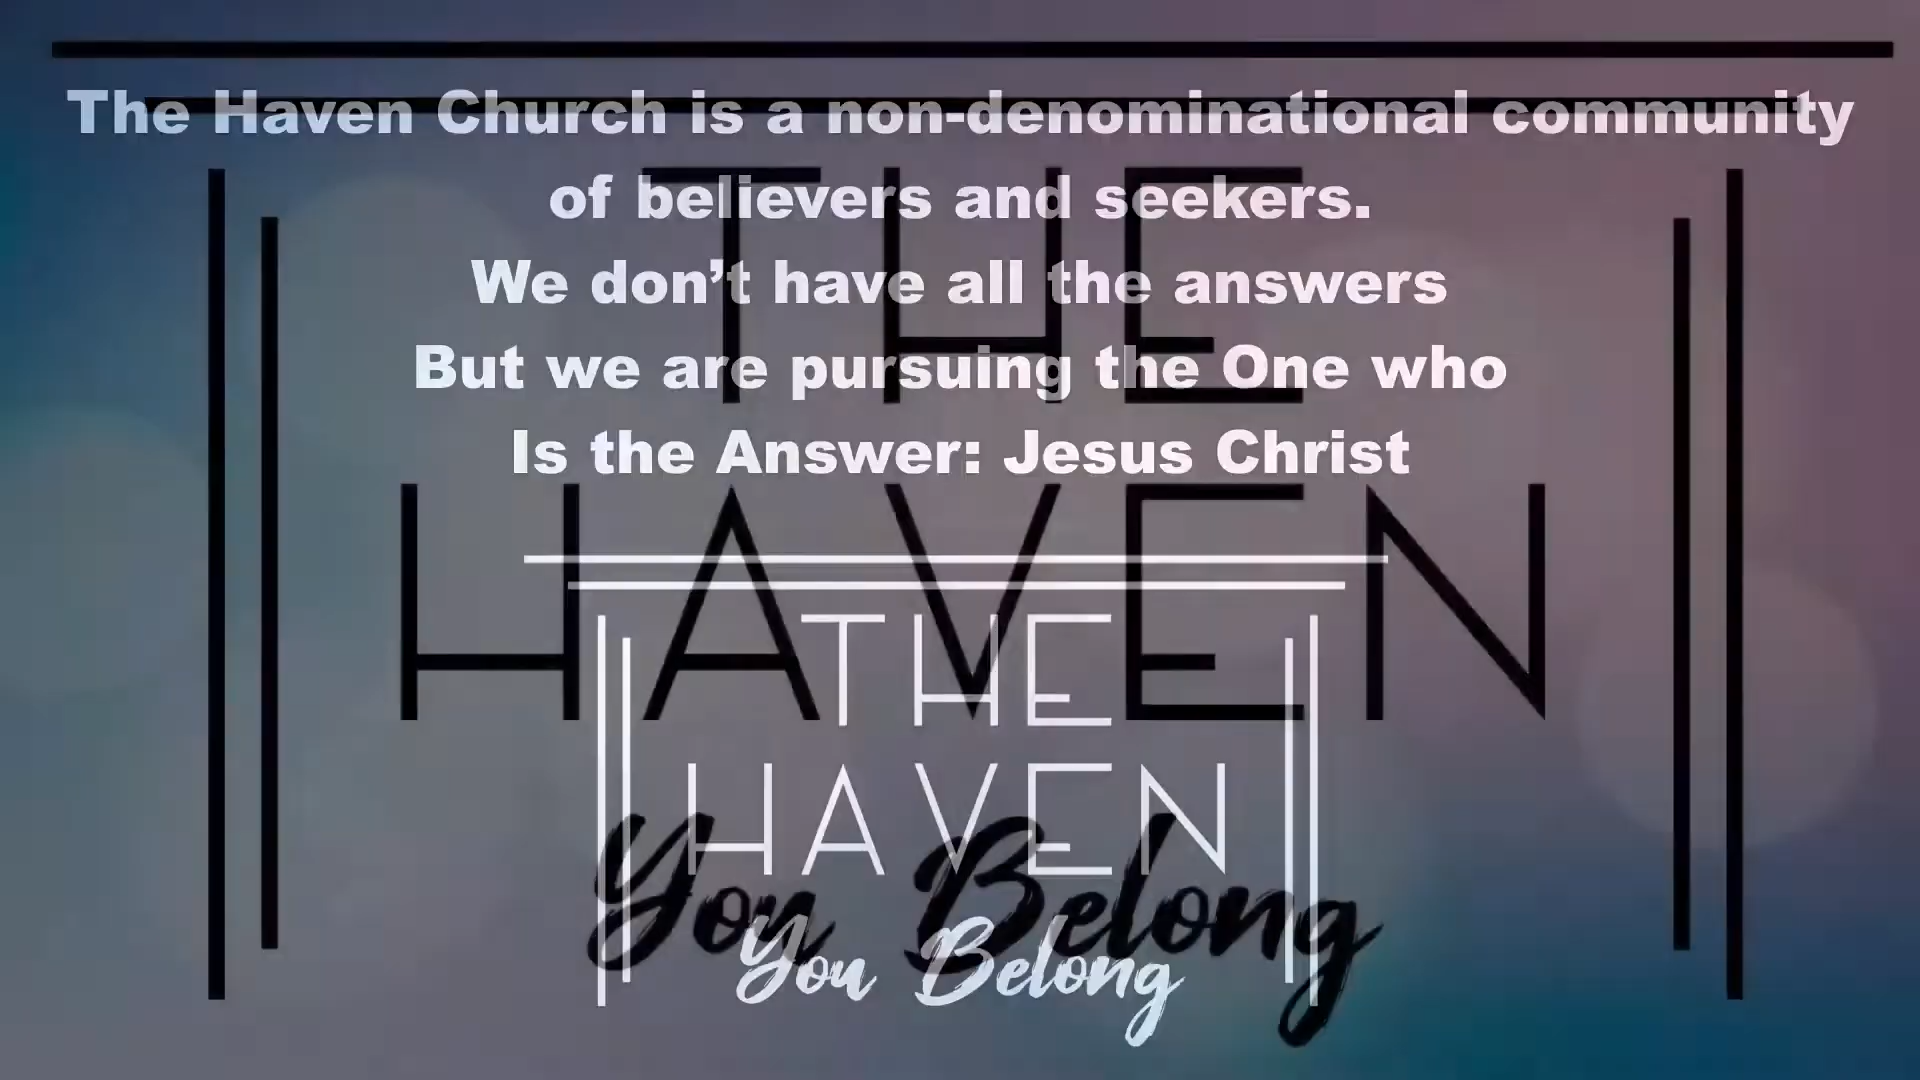 The Haven Church is a non-denominational community
of believers and seekers.
We don’t have all the answers
But we are pursuing the One who
Is the Answer: Jesus Christ
THE
HAVEN
You Belong
THE
HAVEN
You Belong